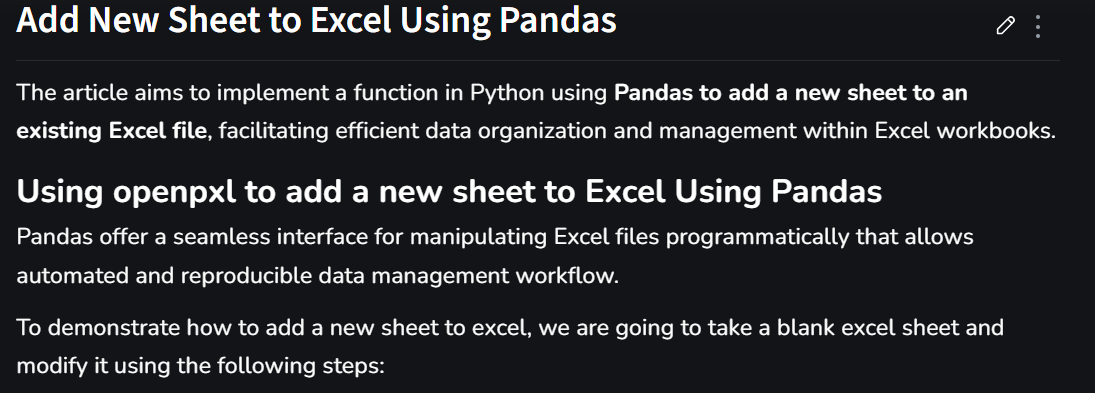 Add New Sheet to Excel Using Pandas
The article aims to implement a function in Python using Pandas to add a new sheet to an
existing Excel file, facilitating efficient data organization and management within Excel workbooks.
Using openpxl to add a new sheet to Excel Using Pandas
Pandas offer a seamless interface for manipulating Excel files programmatically that allows
automated and reproducible data management workflow.
To demonstrate how to add a new sheet to excel, we are going to take a blank excel sheet and
modify it using the following steps: